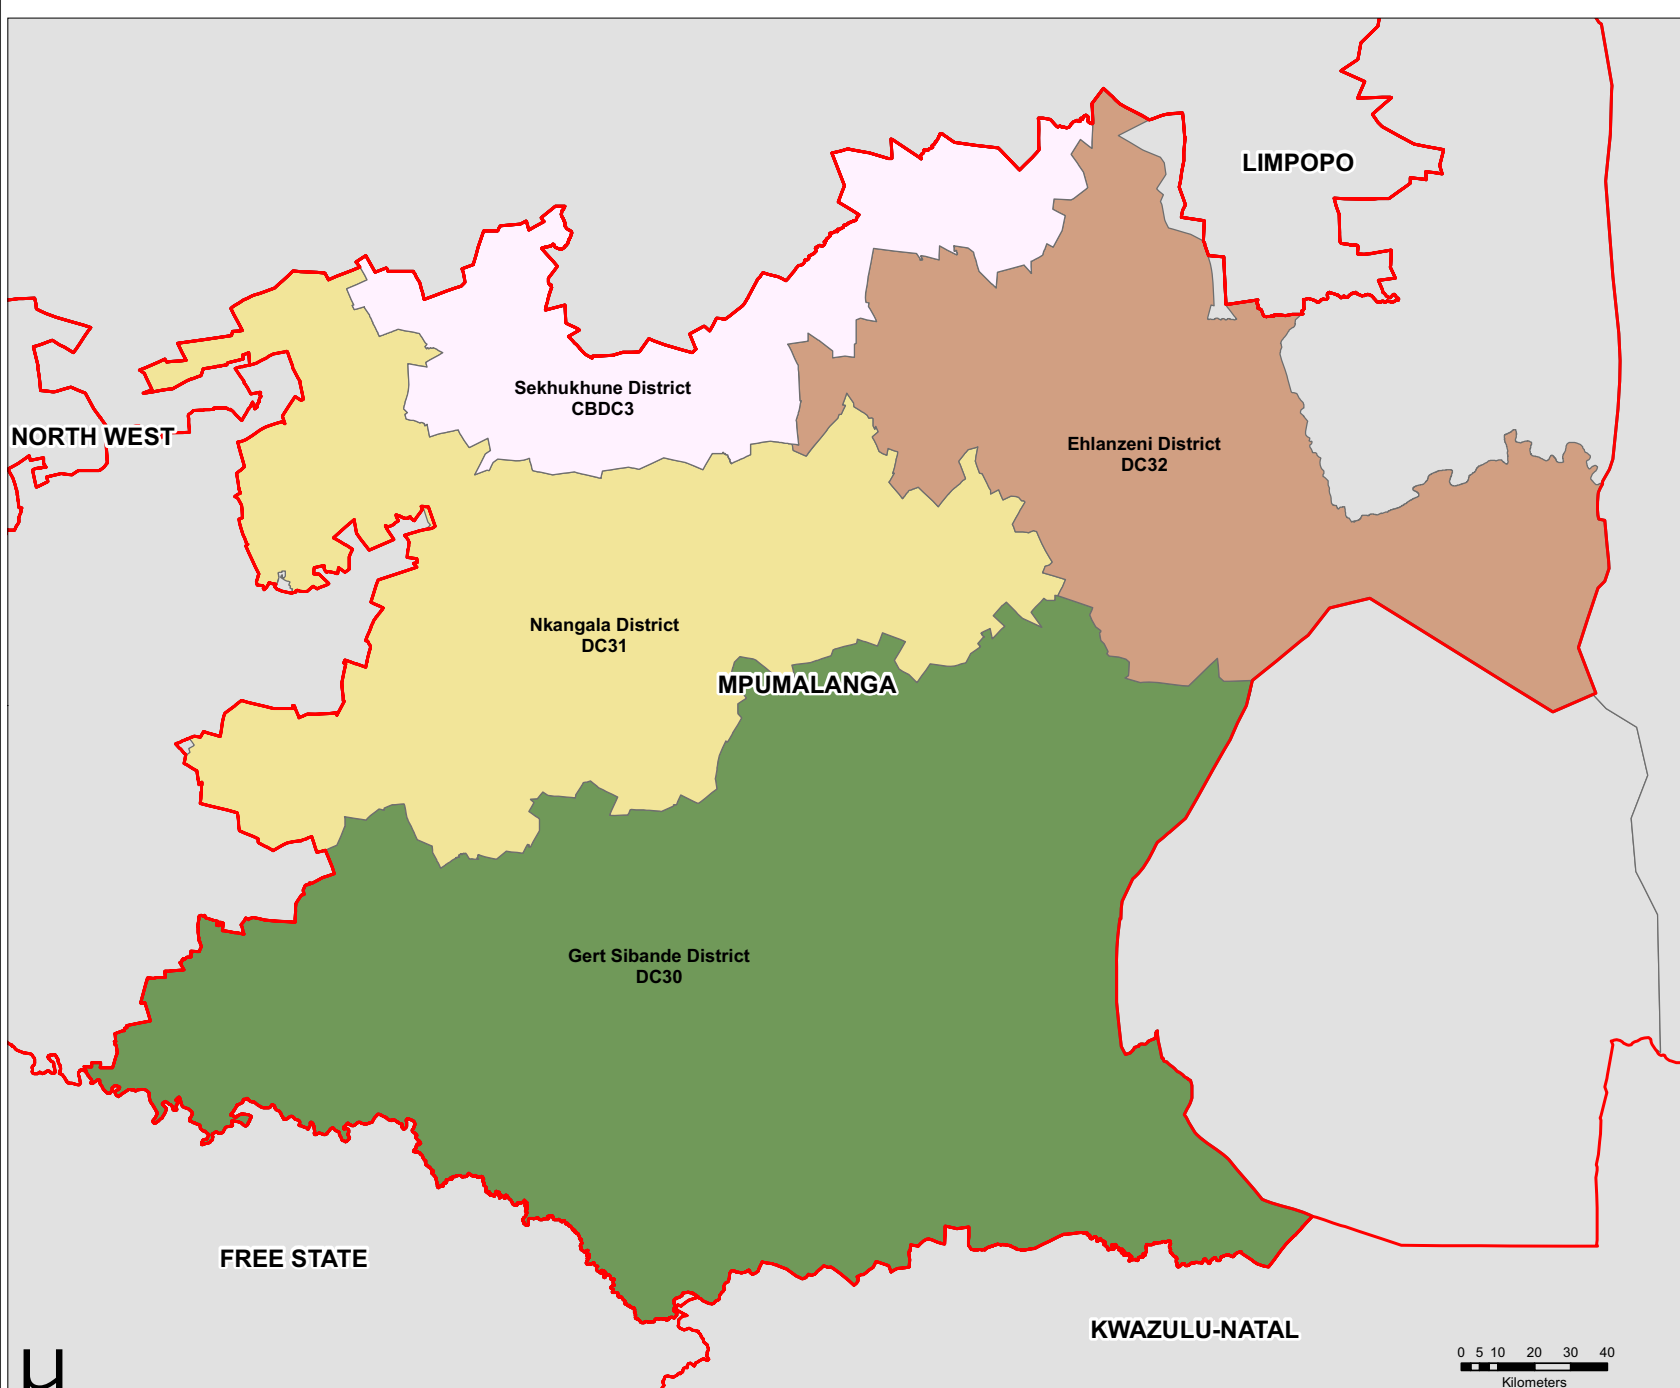 LIMPOPO
Sekhukhune District
CBDC3
NORTH WEST
Ehlanzeni District
DC32
Nkangala District
DC31
MPUMALANGA
Gert Sibande District
DC30
FREE STATE
KWAZULU-NATAL
µ
0 5 10 20 30 40
Kilometers